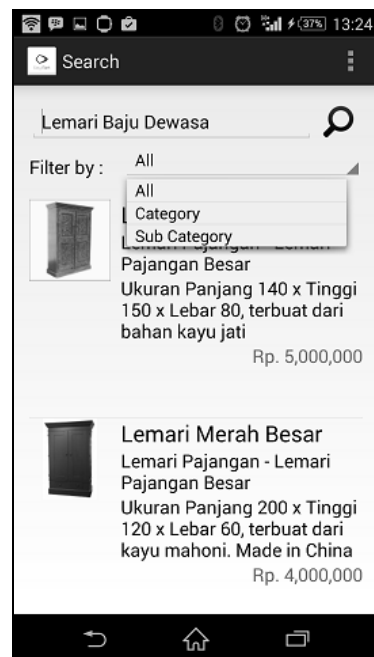 37% 13:24
Search
Lemari Baju Dewasa
Filter by : All
All
Category
Sub Category
Pajangan Besar
Ukuran Panjang 140 x Tinggi
150 x Lebar 80, terbuat dari
bahan kayu jati
Rp. 5,000,000
Lemari Merah Besar
Lemari Pajangan - Lemari
Pajangan Besar
Ukuran Panjang 200 x Tinggi
120 x Lebar 60, terbuat dari
kayu mahoni. Made in China
Rp. 4,000,000